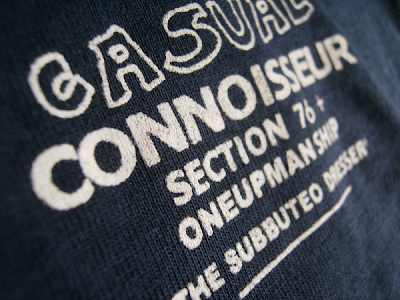 CASUAL
CONNOISSEUR
SECTION 76+
ONEUPMANSHIP
THE SUBBUTEO DRESSER